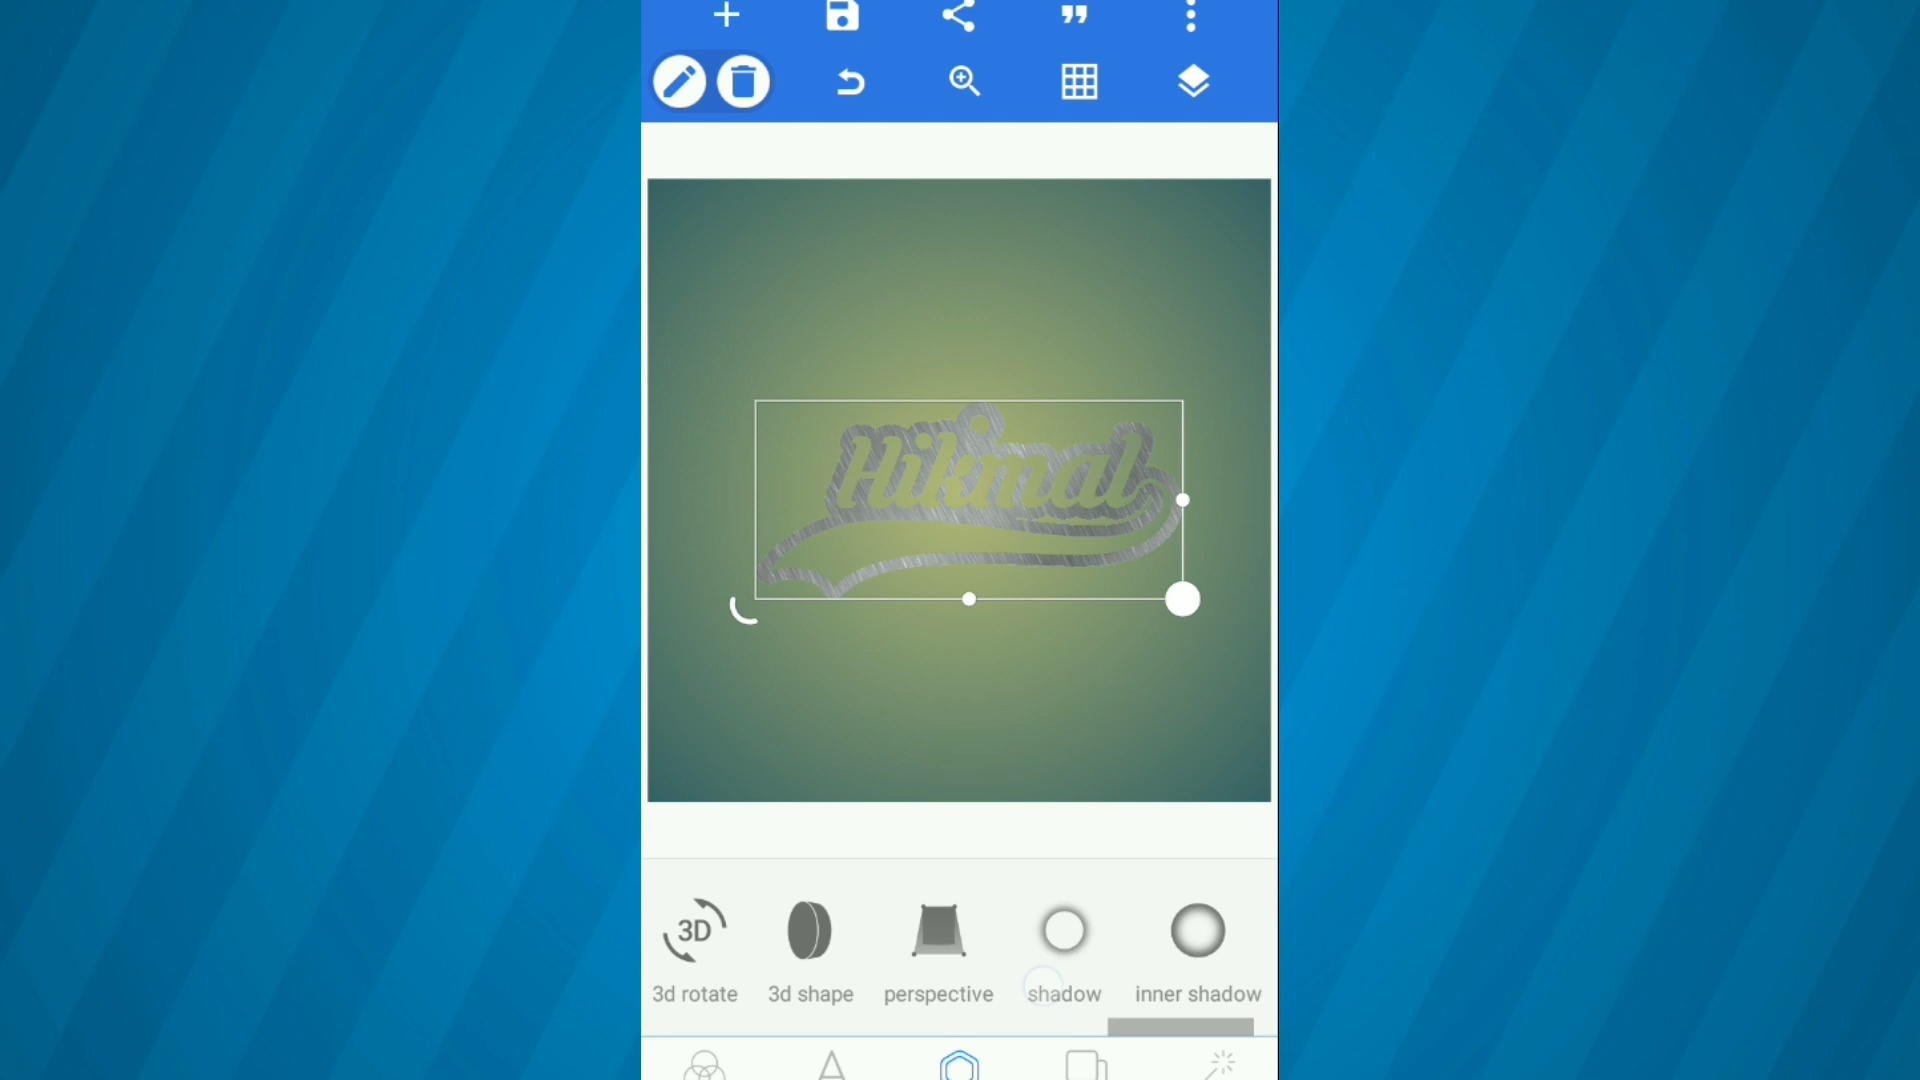 Hikmal
3D
3d rotate
3d shape
perspective
shadow
inner shadow